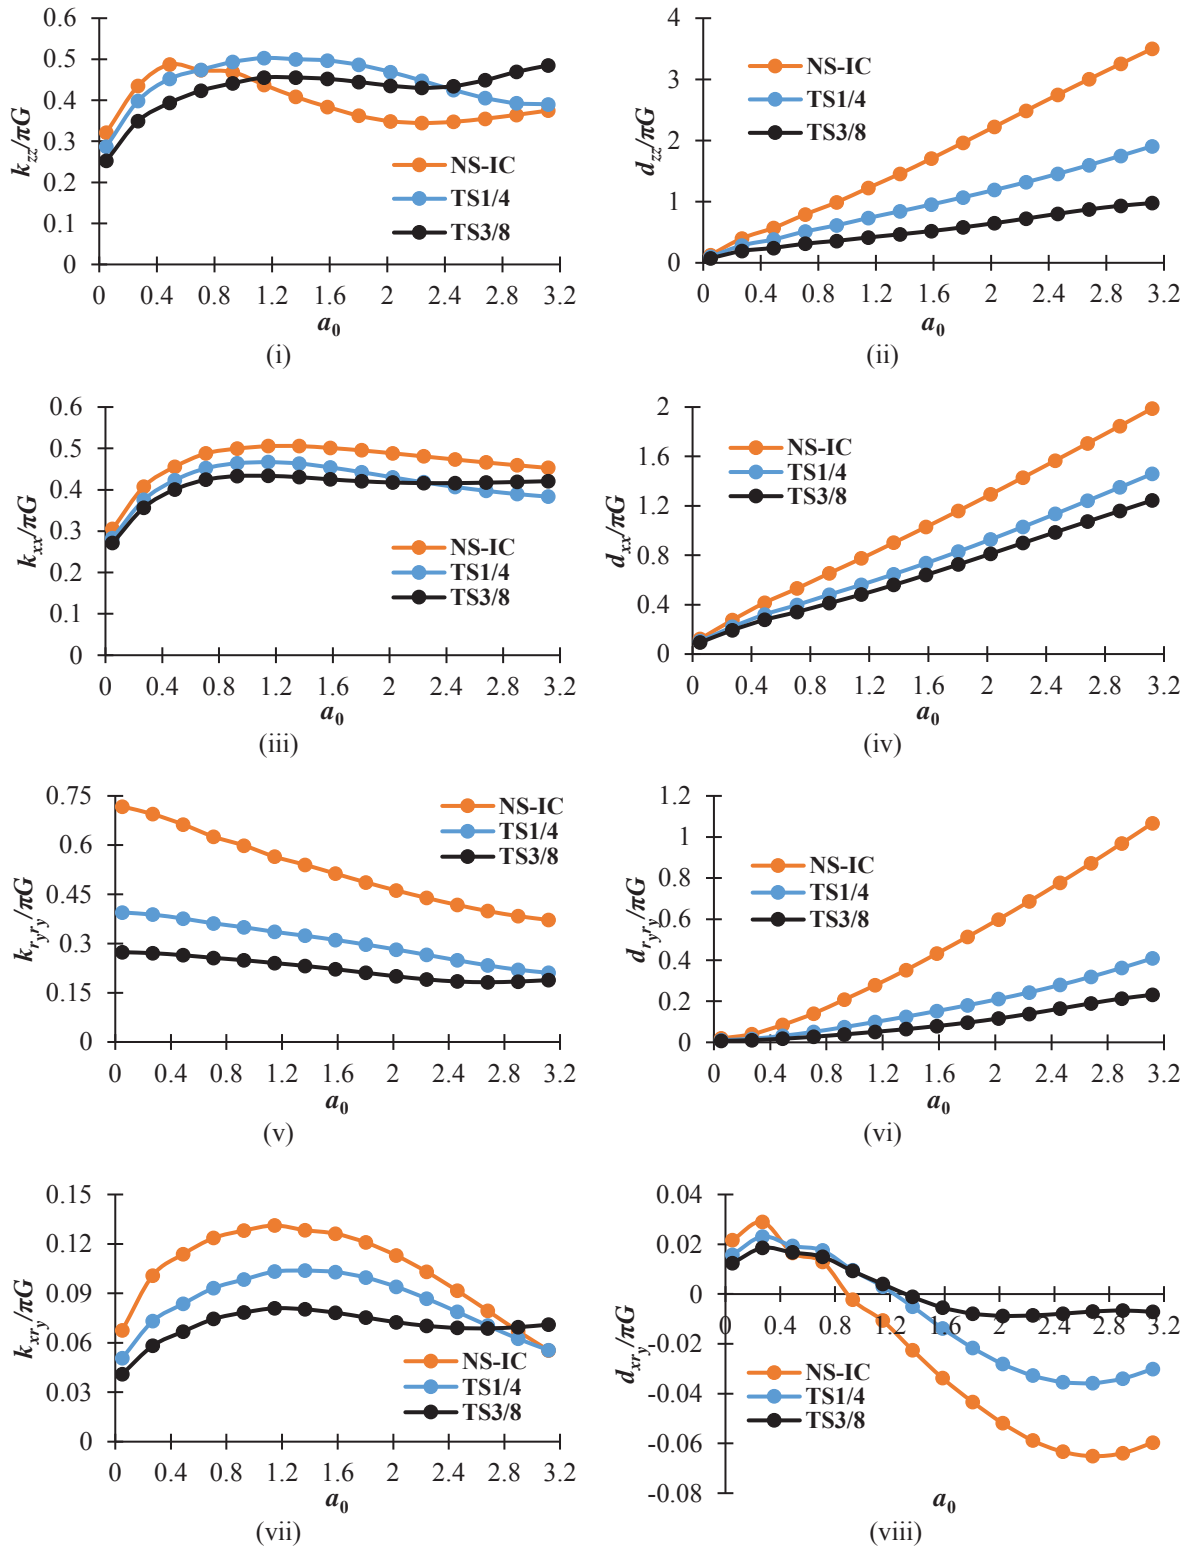 0.6
0.5
0.4
0.3
0.2
0.1
0
k_zz/πG
NS-IC
TS1/4
TS3/8
0 0.4 0.8 1.2 1.6 2 2.4 2.8 3.2
a_0
(i)
4
3
2
1
0
d_zz/πG
NS-IC
TS1/4
TS3/8
0 0.4 0.8 1.2 1.6 2 2.4 2.8 3.2
a_0
(ii)
0.6
0.5
0.4
0.3
0.2
0.1
0
k_xx/πG
NS-IC
TS1/4
TS3/8
0 0.4 0.8 1.2 1.6 2 2.4 2.8 3.2
a_0
(iii)
2
1.6
1.2
0.8
0.4
0
d_xx/πG
NS-IC
TS1/4
TS3/8
0 0.4 0.8 1.2 1.6 2 2.4 2.8 3.2
a_0
(iv)
0.75
0.6
0.45
0.3
0.15
0
k_ryry/πG
NS-IC
TS1/4
TS3/8
0 0.4 0.8 1.2 1.6 2 2.4 2.8 3.2
a_0
(v)
1.2
1
0.8
0.6
0.4
0.2
0
d_ryry/πG
NS-IC
TS1/4
TS3/8
0 0.4 0.8 1.2 1.6 2 2.4 2.8 3.2
a_0
(vi)
0.15
0.12
0.09
0.06
0.03
0
k_xry/πG
NS-IC
TS1/4
TS3/8
0 0.4 0.8 1.2 1.6 2 2.4 2.8 3.2
a_0
(vii)
0.04
0.02
0
-0.02
-0.04
-0.06
-0.08
d_xry/πG
0 0.4 0.8 1.2 1.6 2 2.4 2.8 3.2
NS-IC
TS1/4
TS3/8
a_0
(viii)